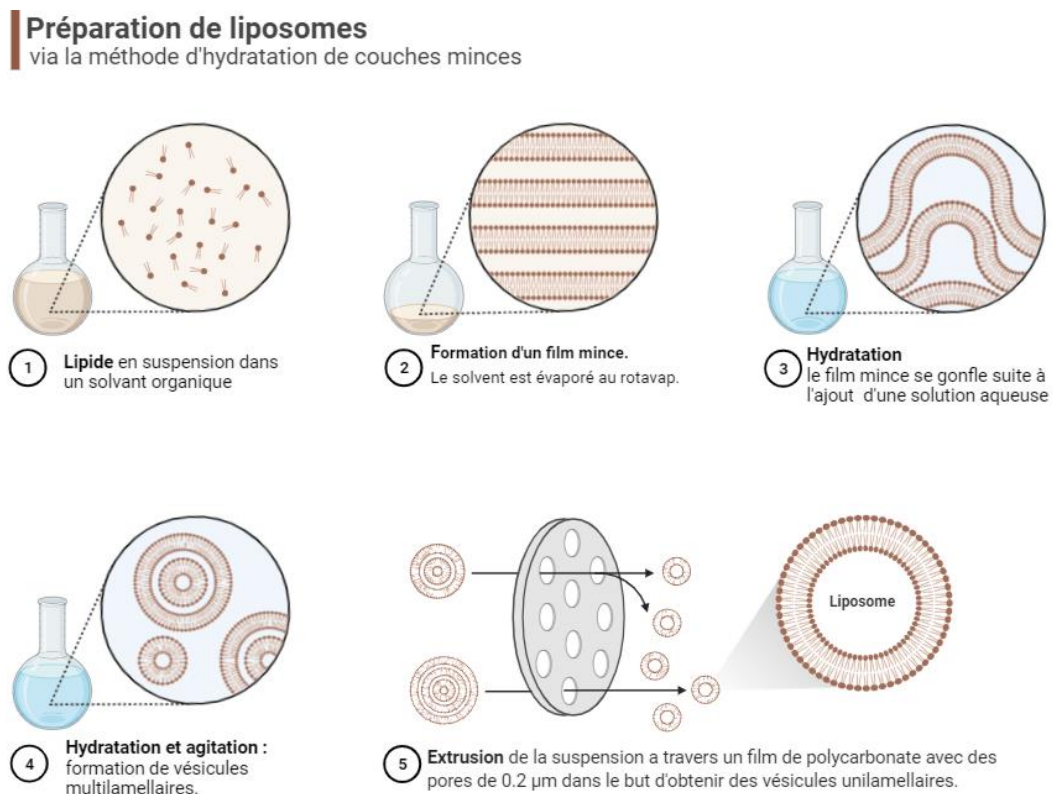 Préparation de liposomes
via la méthode d'hydratation de couches minces
1
Lipide en suspension dans
un solvant organique
2
Formation d'un film mince.
Le solvent est évaporé au rotavap.
3
Hydratation
le film mince se gonfle suite à
l'ajout d'une solution aqueuse
4
Hydratation et agitation :
formation de vésicules
multilamellaires.
Liposome
5
Extrusion de la suspension a travers un film de polycarbonate avec des
pores de 0.2 µm dans le but d'obtenir des vésicules unilamellaires.